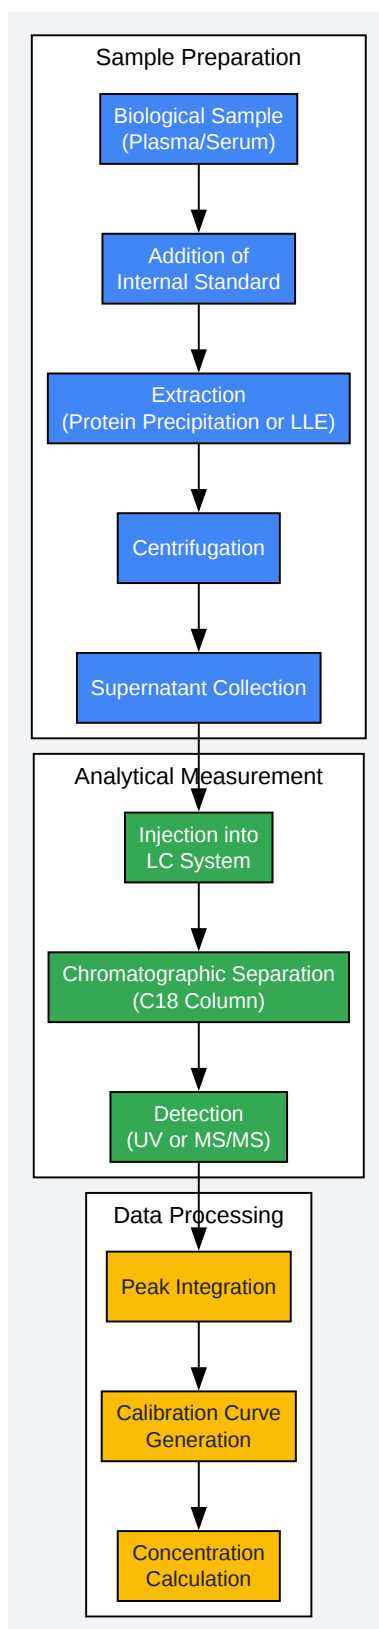 Sample Preparation
Biological Sample
(Plasma/Serum)
Addition of
Internal Standard
Extraction
(Protein Precipitation or LLE)
Centrifugation
Supernatant Collection
Analytical Measurement
Injection into
LC System
Chromatographic Separation
(C18 Column)
Detection
(UV or MS/MS)
Data Processing
Peak Integration
Calibration Curve
Generation
Concentration
Calculation